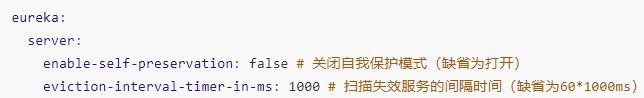 eureka:
  server:
    enable-self-preservation: false # 关闭自我保护模式（缺省为打开）
    eviction-interval-timer-in-ms: 1000 # 扫描失效服务的间隔时间（缺省为60*1000ms）